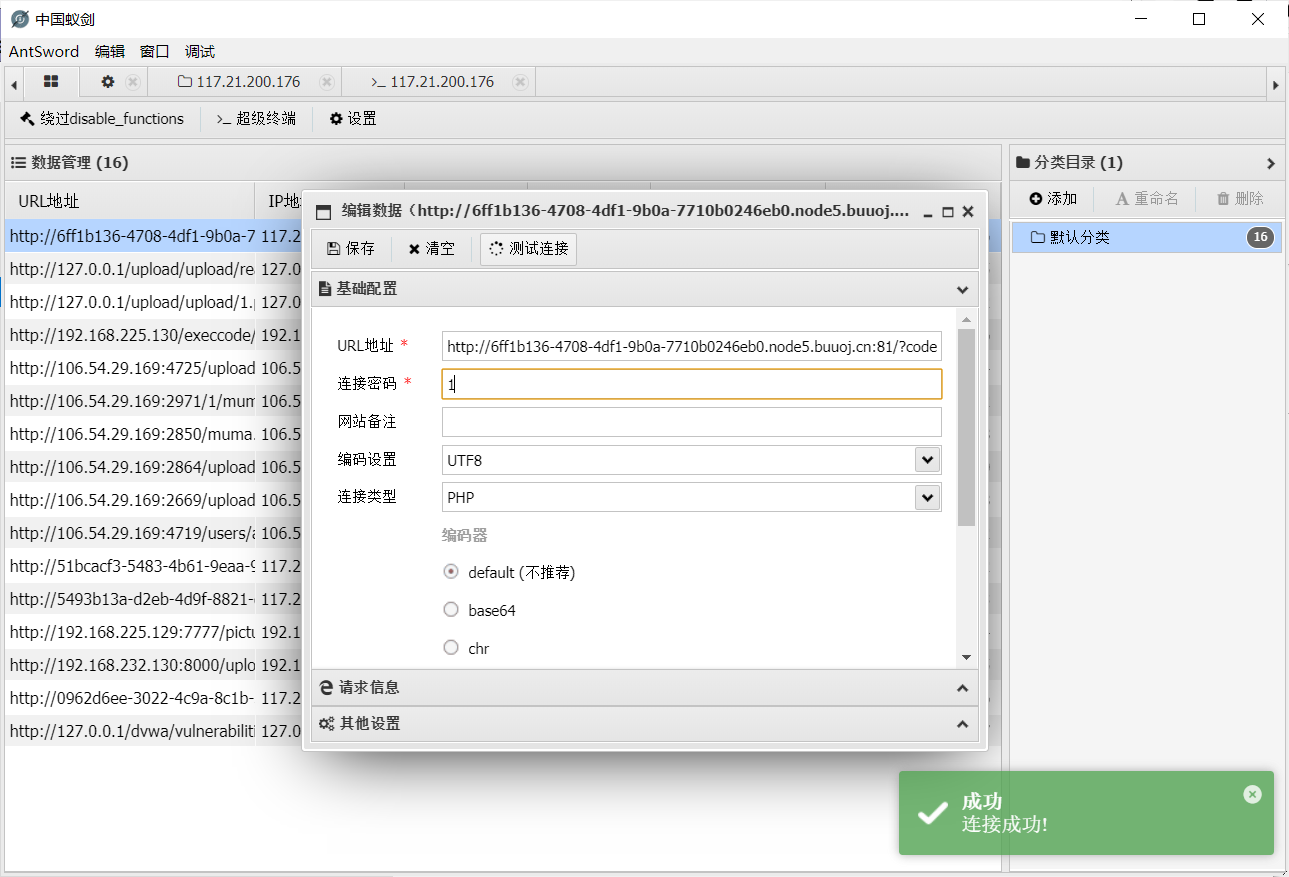 中国蚁剑
AntSword 编辑 窗口 调试
117.21.200.176 >_ 117.21.200.176
绕过disable_functions >_ 超级终端 设置
数据管理 (16)
分类目录 (1)
URL地址 IP地
添加 重命名 删除
默认分类 16
http://6ff1b136-4708-4df1-9b0a-7 117.2
http://127.0.0.1/upload/upload/re 127.0
http://127.0.0.1/upload/upload/1. 127.0
http://192.168.225.130/execcode/ 192.1
http://106.54.29.169:4725/upload 106.5
http://106.54.29.169:2971/1/mum 106.5
http://106.54.29.169:2850/muma. 106.5
http://106.54.29.169:2864/upload 106.5
http://106.54.29.169:2669/upload 106.5
http://106.54.29.169:4719/users/a 106.5
http://51bcacf3-5483-4b61-9eaa-9 117.2
http://5493b13a-d2eb-4d9f-8821- 117.2
http://192.168.225.129:7777/pictu 192.1
http://192.168.232.130:8000/uplo 192.1
http://0962d6ee-3022-4c9a-8c1b- 117.2
http://127.0.0.1/dvwa/vulnerabiliti 127.0
编辑数据（http://6ff1b136-4708-4df1-9b0a-7710b0246eb0.node5.buuoj....
保存 清空 测试连接
基础配置
URL地址 * http://6ff1b136-4708-4df1-9b0a-7710b0246eb0.node5.buuoj.cn:81/?code
连接密码 * 1
网站备注
编码设置 UTF8
连接类型 PHP
编码器
default (不推荐)
base64
chr
请求信息
其他设置
成功
连接成功!